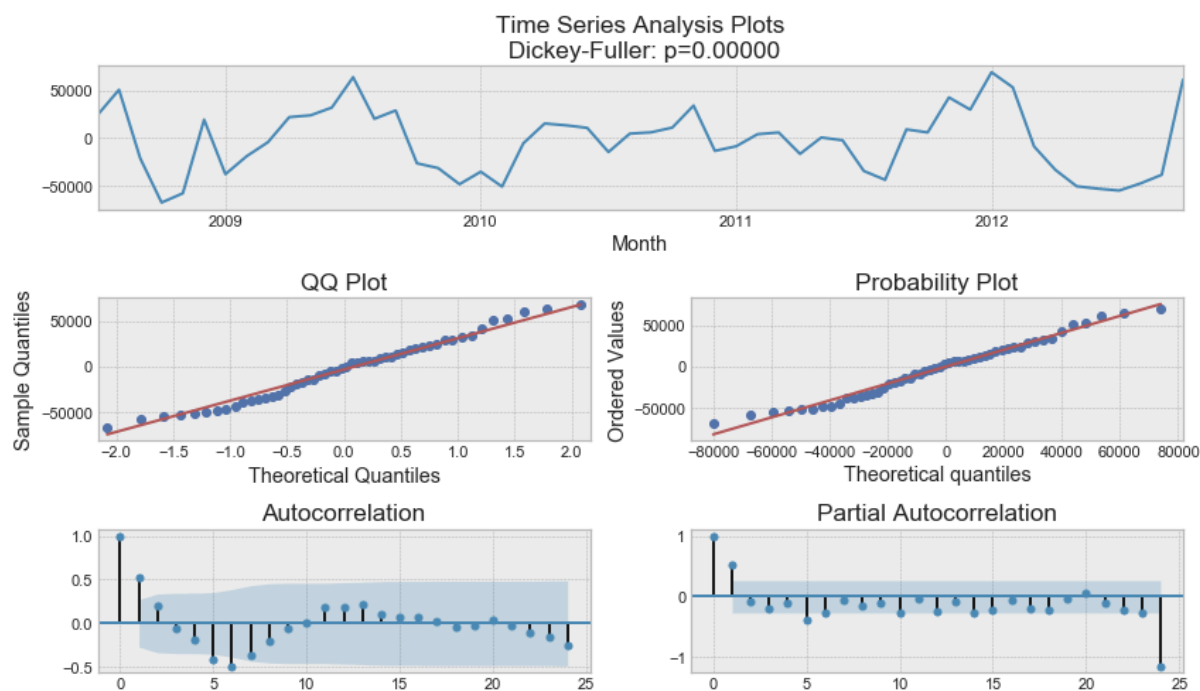 Time Series Analysis Plots
Dickey-Fuller: p=0.00000
50000
0
−50000
2009 2010 2011 2012
Month
QQ Plot
Sample Quantiles
50000
0
−50000
−2.0 −1.5 −1.0 −0.5 0.0 0.5 1.0 1.5 2.0
Theoretical Quantiles
Probability Plot
Ordered Values
50000
0
−50000
−80000 −60000 −40000 −20000 0 20000 40000 60000 80000
Theoretical quantiles
Autocorrelation
1.0
0.5
0.0
−0.5
0 5 10 15 20 25
Partial Autocorrelation
1
0
−1
0 5 10 15 20 25